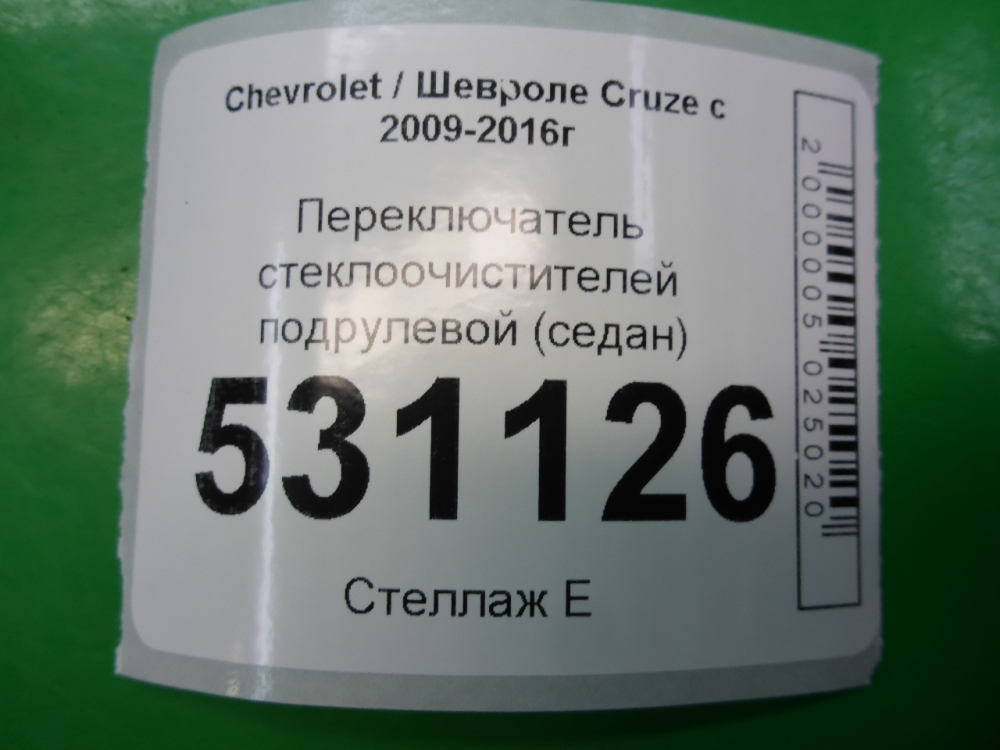 Chevrolet / Шевроле Cruze с
2009-2016г
Переключатель
стеклоочистителей
подрулевой (седан)
531126
Стеллаж Е
2000005025020